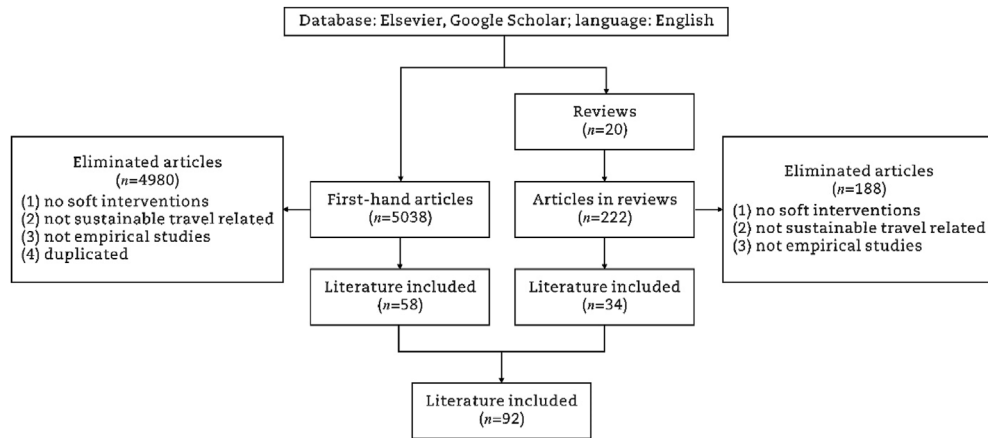 Database: Elsevier, Google Scholar; language: English
Reviews
(n=20)
Eliminated articles
(n=4980)
(1) no soft interventions
(2) not sustainable travel related
(3) not empirical studies
(4) duplicated
First-hand articles
(n=5038)
Articles in reviews
(n=222)
Eliminated articles
(n=188)
(1) no soft interventions
(2) not sustainable travel related
(3) not empirical studies
Literature included
(n=58)
Literature included
(n=34)
Literature included
(n=92)